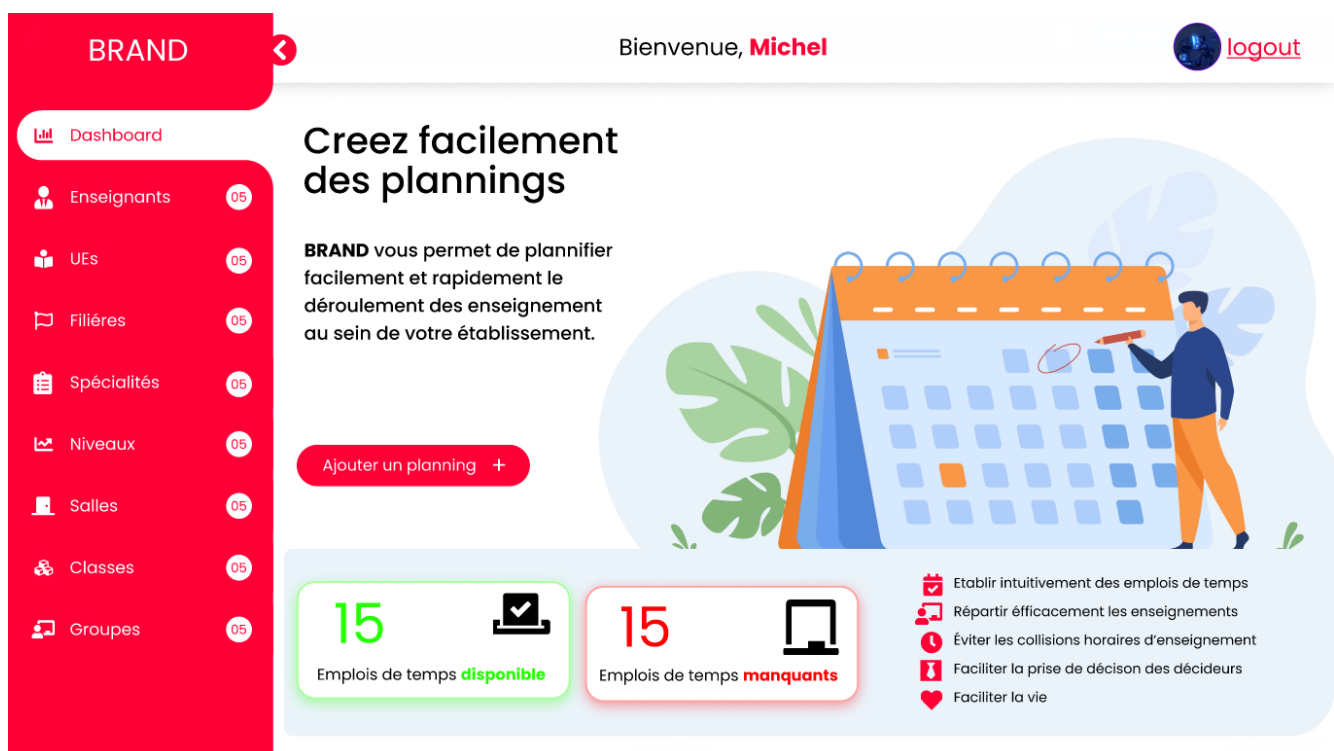 BRAND
Bienvenue, Michel
logout
Dashboard
Enseignants 05
UEs 05
Filiéres 05
Spécialités 05
Niveaux 05
Salles 05
Classes 05
Groupes 05
Creez facilement
des plannings
BRAND vous permet de plannifier
facilement et rapidement le
déroulement des enseignement
au sein de votre établissement.
Ajouter un planning +
15
Emplois de temps disponible
15
Emplois de temps manquants
Etablir intuitivement des emplois de temps
Répartir éfficacement les enseignements
Éviter les collisions horaires d’enseignement
Faciliter la prise de décison des décideurs
Faciliter la vie